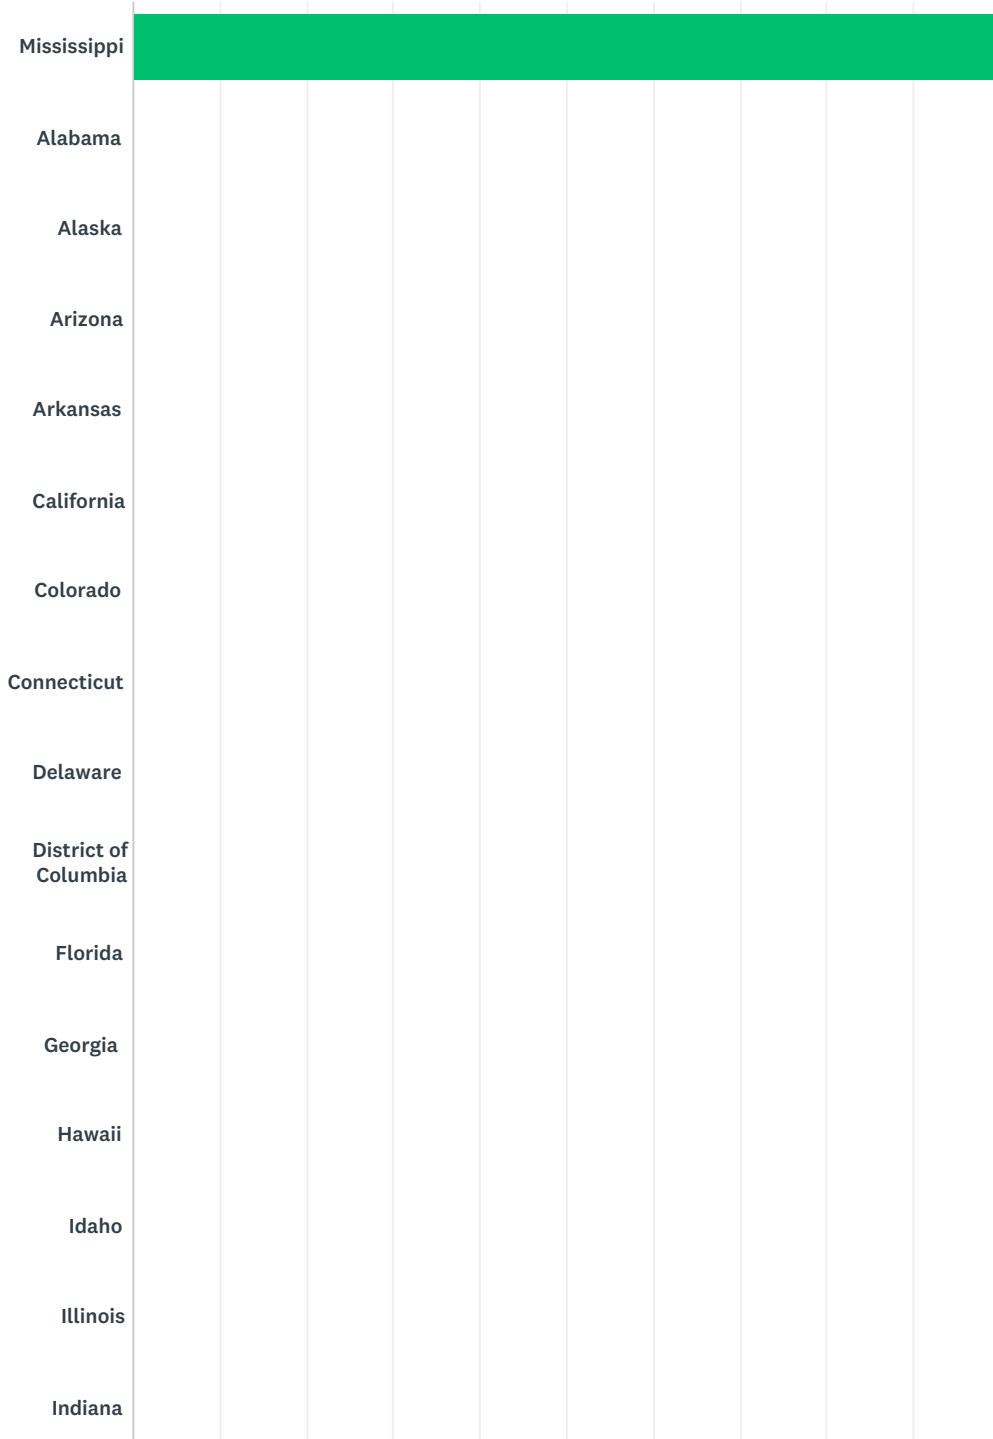 Mississippi
Alabama
Alaska
Arizona
Arkansas
California
Colorado
Connecticut
Delaware
District of
Columbia
Florida
Georgia
Hawaii
Idaho
Illinois
Indiana